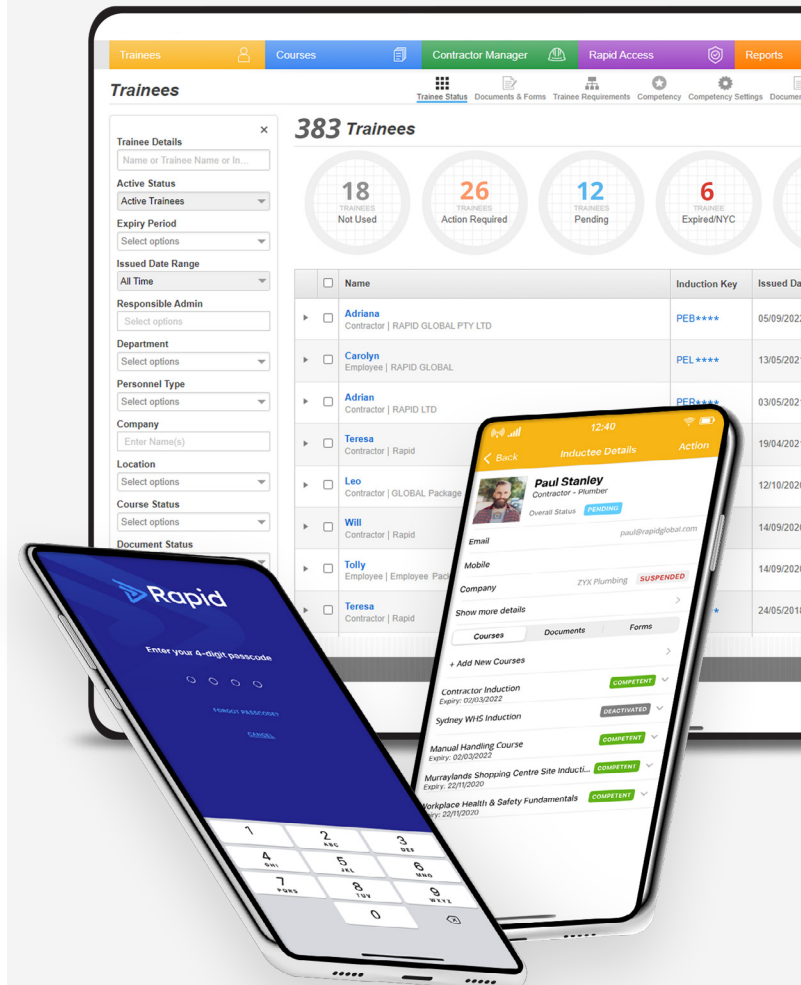 Trainees
Courses
Contractor Manager
Rapid Access
Reports
Trainees
Trainee Status
Documents & Forms
Trainee Requirements
Competency
Competency Settings
Documen
383 Trainees
Trainee Details
Name or Trainee Name or In...
Active Status
Active Trainees
Expiry Period
Select options
Issued Date Range
All Time
Responsible Admin
Select options
Department
Select options
Personnel Type
Select options
Company
Enter Name(s)
Location
Select options
Course Status
Select options
Document Status
18
TRAINEES
Not Used
26
TRAINEES
Action Required
12
TRAINEES
Pending
6
TRAINEE
Expired/NYC
Name
Induction Key
Issued Da
Adriana
Contractor | RAPID GLOBAL PTY LTD
PEB****
05/09/2022
Carolyn
Employee | RAPID GLOBAL
PEL****
13/05/2021
Adrian
Contractor | RAPID LTD
PER****
03/05/2021
Teresa
Contractor | Rapid
19/04/2021
Leo
Contractor | GLOBAL Package
12/10/2020
Will
Contractor | Rapid
14/09/2020
Tolly
Employee | Employee Pack
14/09/2020
Teresa
Contractor | Rapid
24/05/2018
12:40
Back
Inductee Details
Action
Paul Stanley
Contractor - Plumber
Overall Status PENDING
Email
paul@rapidglobal.com
Mobile
Company
ZYX Plumbing SUSPENDED
Show more details
Courses
Documents
Forms
+ Add New Courses
Contractor Induction
COMPETENT
Expiry: 02/03/2022
Sydney WHS Induction
DEACTIVATED
Manual Handling Course
COMPETENT
Expiry: 02/03/2022
Murraylands Shopping Centre Site Inducti...
COMPETENT
Expiry: 22/11/2020
Workplace Health & Safety Fundamentals
COMPETENT
Expiry: 22/11/2020
Rapid
Enter your 4-digit passcode
FORGOT PASSCODE?
CANCEL
1
2
ABC
3
DEF
4
GHI
5
JKL
6
MNO
7
PQRS
8
TUV
9
WXYZ
0